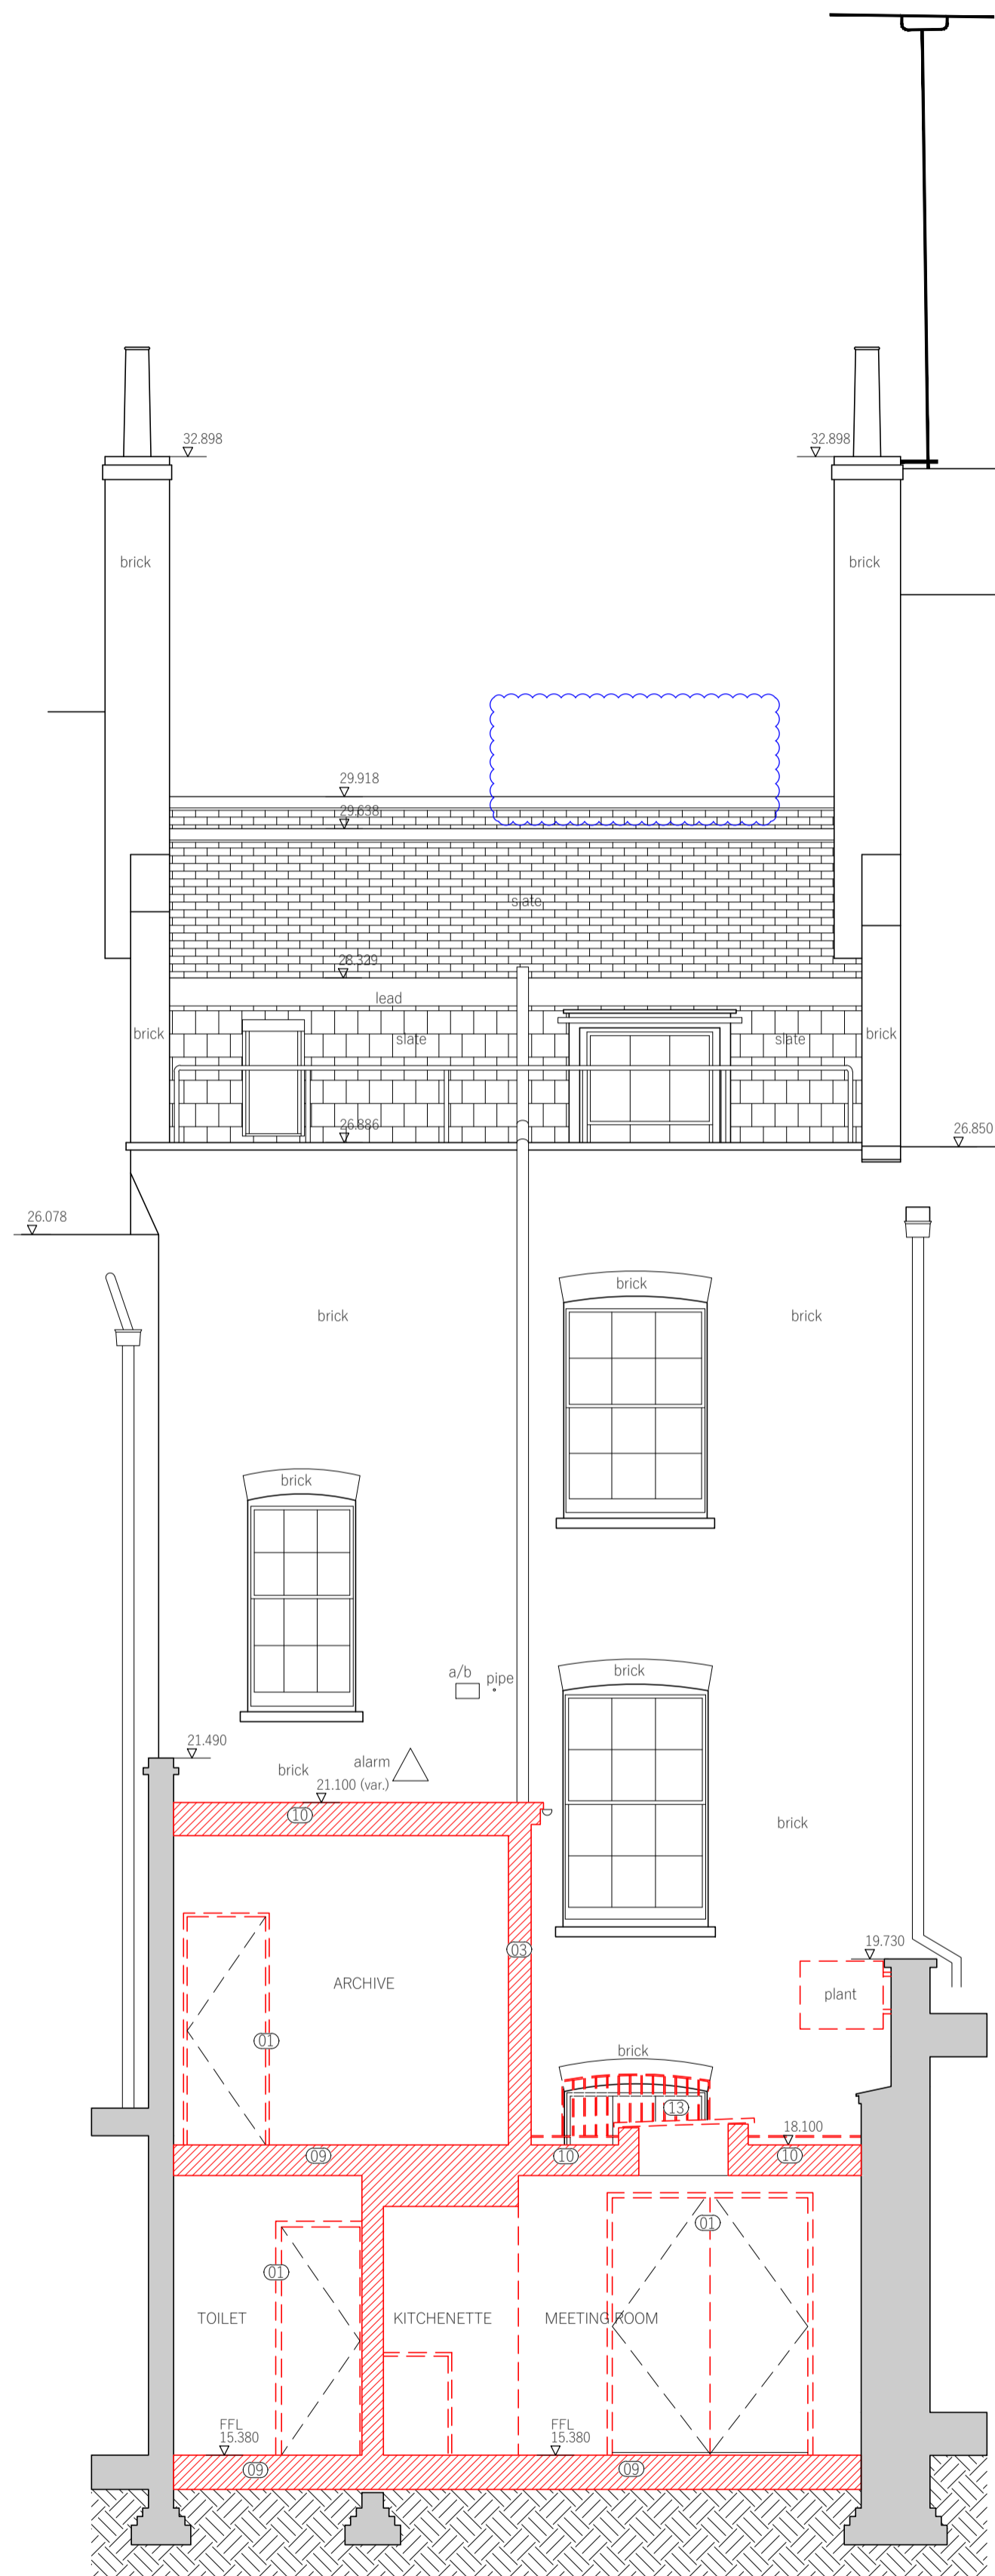 32.898
32.898
brick
brick
29.918
29.638
slate
28.329
lead
brick
slate
slate
brick
26.886
26.850
26.078
brick
brick
brick
brick
a/b
pipe
brick
21.490
alarm
brick
21.100 (var.)
10
brick
03
19.730
ARCHIVE
plant
01
brick
13
18.100
09
10
10
01
01
TOILET
KITCHENETTE
MEETING ROOM
FFL
15.380
FFL
15.380
09
09